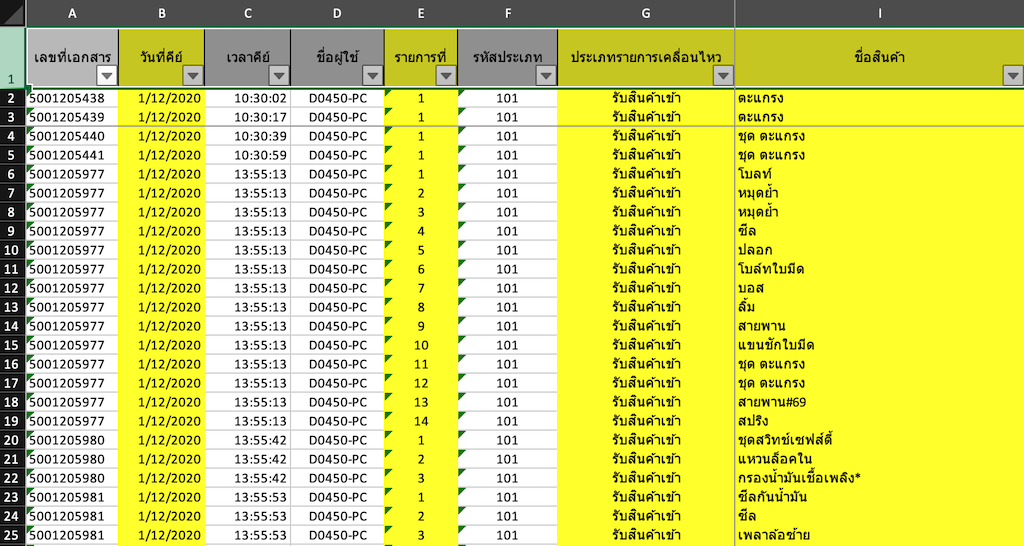 A B C D E F G I
1 เลขที่เอกสาร วันที่คีย์ เวลาคีย์ ชื่อผู้ใช้ รายการที่ รหัสประเภท ประเภทรายการเคลื่อนไหว ชื่อสินค้า
2 5001205438 1/12/2020 10:30:02 D0450-PC 1 101 รับสินค้าเข้า ตะแกรง
3 5001205439 1/12/2020 10:30:17 D0450-PC 1 101 รับสินค้าเข้า ตะแกรง
4 5001205440 1/12/2020 10:30:39 D0450-PC 1 101 รับสินค้าเข้า ชุด ตะแกรง
5 5001205441 1/12/2020 10:30:59 D0450-PC 1 101 รับสินค้าเข้า ชุด ตะแกรง
6 5001205977 1/12/2020 13:55:13 D0450-PC 1 101 รับสินค้าเข้า โบลท์
7 5001205977 1/12/2020 13:55:13 D0450-PC 2 101 รับสินค้าเข้า หมุดย้ำ
8 5001205977 1/12/2020 13:55:13 D0450-PC 3 101 รับสินค้าเข้า หมุดย้ำ
9 5001205977 1/12/2020 13:55:13 D0450-PC 4 101 รับสินค้าเข้า ซีล
10 5001205977 1/12/2020 13:55:13 D0450-PC 5 101 รับสินค้าเข้า ปลอก
11 5001205977 1/12/2020 13:55:13 D0450-PC 6 101 รับสินค้าเข้า โบล์ทใบมีด
12 5001205977 1/12/2020 13:55:13 D0450-PC 7 101 รับสินค้าเข้า บอส
13 5001205977 1/12/2020 13:55:13 D0450-PC 8 101 รับสินค้าเข้า ลิ้ม
14 5001205977 1/12/2020 13:55:13 D0450-PC 9 101 รับสินค้าเข้า สายพาน
15 5001205977 1/12/2020 13:55:13 D0450-PC 10 101 รับสินค้าเข้า แขนชักใบมีด
16 5001205977 1/12/2020 13:55:13 D0450-PC 11 101 รับสินค้าเข้า ชุด ตะแกรง
17 5001205977 1/12/2020 13:55:13 D0450-PC 12 101 รับสินค้าเข้า ชุด ตะแกรง
18 5001205977 1/12/2020 13:55:13 D0450-PC 13 101 รับสินค้าเข้า สายพาน#69
19 5001205977 1/12/2020 13:55:13 D0450-PC 14 101 รับสินค้าเข้า สปริง
20 5001205980 1/12/2020 13:55:42 D0450-PC 1 101 รับสินค้าเข้า ชุดสวิทช์เซฟส์ตี้
21 5001205980 1/12/2020 13:55:42 D0450-PC 2 101 รับสินค้าเข้า แหวนล็อคใน
22 5001205980 1/12/2020 13:55:42 D0450-PC 3 101 รับสินค้าเข้า กรองน้ำมันเชื้อเพลิง*
23 5001205981 1/12/2020 13:55:53 D0450-PC 1 101 รับสินค้าเข้า ซีลกันน้ำมัน
24 5001205981 1/12/2020 13:55:53 D0450-PC 2 101 รับสินค้าเข้า ซีล
25 5001205981 1/12/2020 13:55:53 D0450-PC 3 101 รับสินค้าเข้า เพลาล้อซ้าย